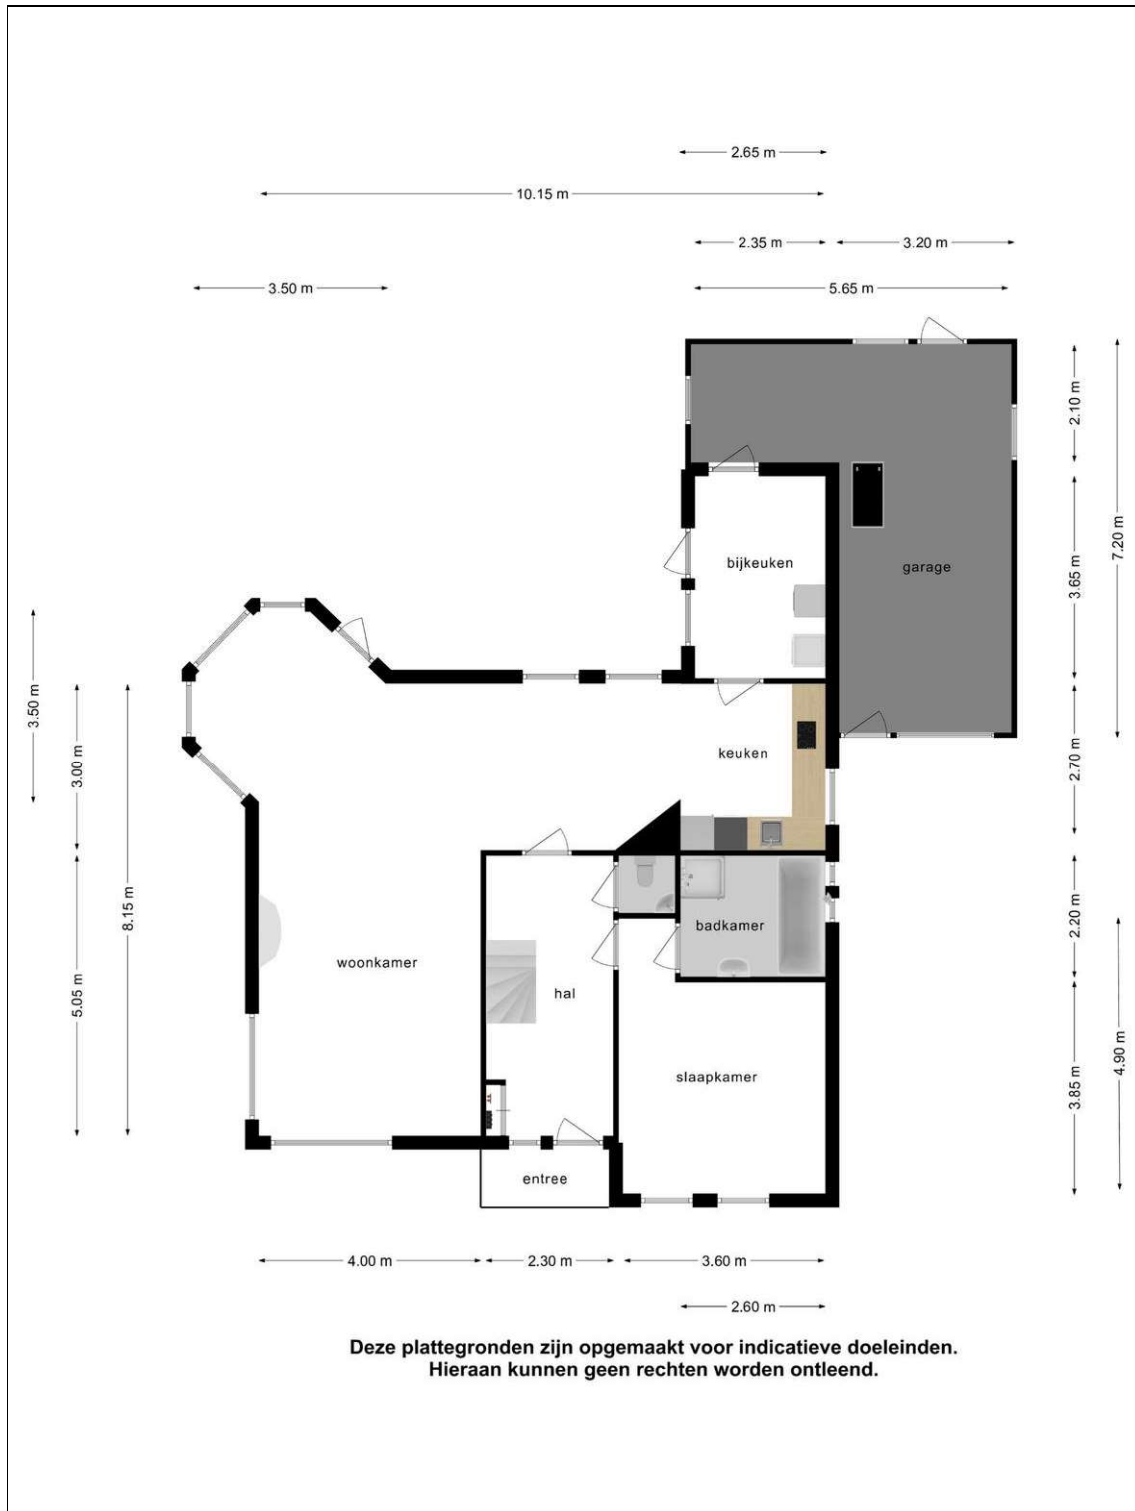 2.65 m
10.15 m
2.35 m
3.20 m
3.50 m
5.65 m
2.10 m
7.20 m
bijkeuken
garage
3.65 m
3.50 m
3.00 m
keuken
2.70 m
8.15 m
2.20 m
badkamer
woonkamer
5.05 m
hal
4.90 m
slaapkamer
3.85 m
entree
4.00 m
2.30 m
3.60 m
2.60 m
Deze plattegronden zijn opgemaakt voor indicatieve doeleinden.
Hieraan kunnen geen rechten worden ontleend.